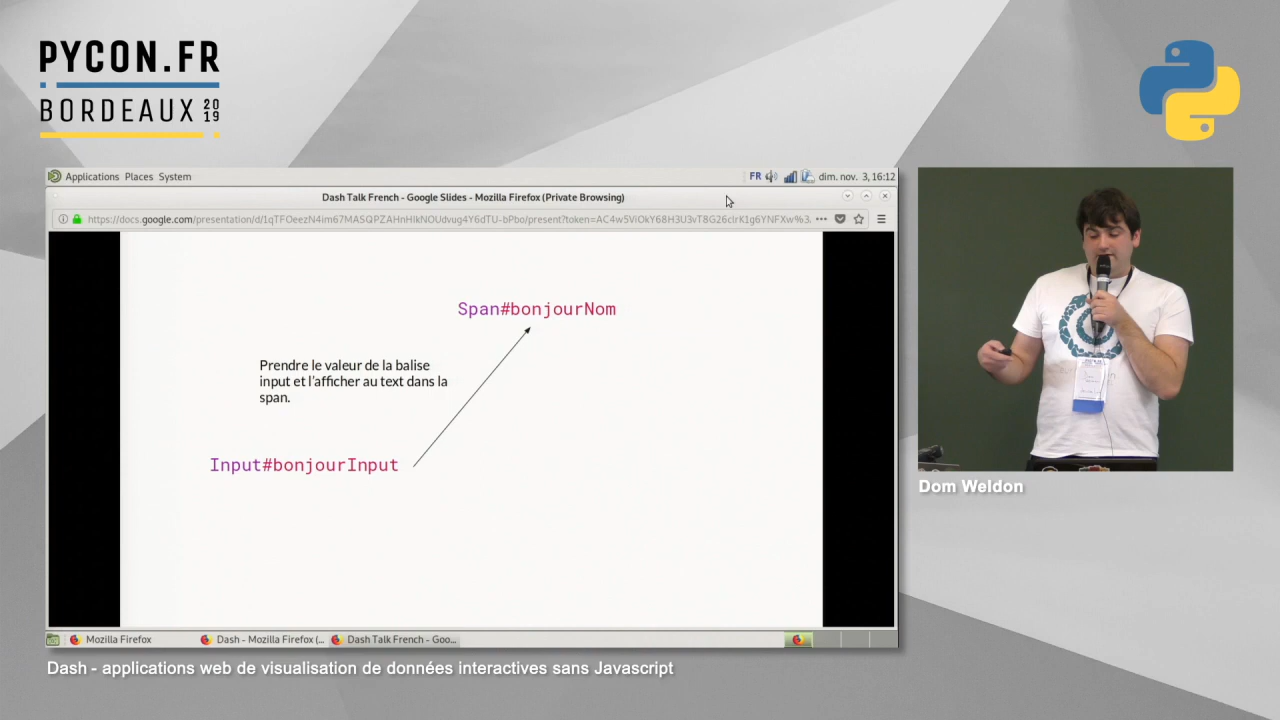 PYCON.FR
BORDEAUX 2019
Applications Places System
FR
dim. nov. 3, 16:12
Dash Talk French - Google Slides - Mozilla Firefox (Private Browsing)
https://docs.google.com/presentation/d/1qTFOeezN4im67MASQPZAHnHIkNOUdvug4Y6dTU-bPbo/present?token=AC4w5ViOkY68H3U3vT8G26clrK1g6YNFXw%3.
Span#bonjourNom
Prendre le valeur de la balise
input et l'afficher au text dans la
span.
Input#bonjourInput
Mozilla Firefox
Dash - Mozilla Firefox (...
Dash Talk French - Goo...
Dom Weldon
Dash - applications web de visualisation de données interactives sans Javascript